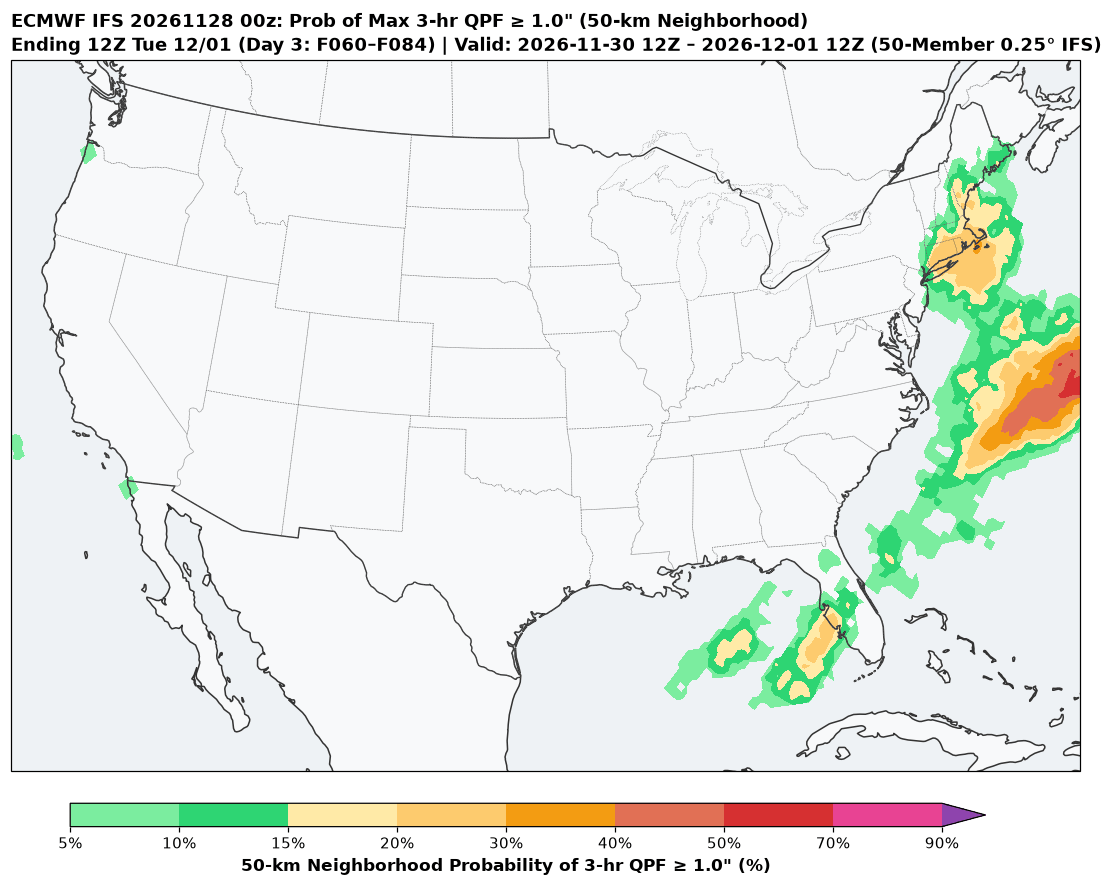 ECMWF IFS 20261128 00z: Prob of Max 3-hr QPF ≥ 1.0" (50-km Neighborhood)
Ending 12Z Tue 12/01 (Day 3: F060–F084) | Valid: 2026-11-30 12Z – 2026-12-01 12Z (50-Member 0.25° IFS)
5% 10% 15% 20% 30% 40% 50% 70% 90%
50-km Neighborhood Probability of 3-hr QPF ≥ 1.0" (%)